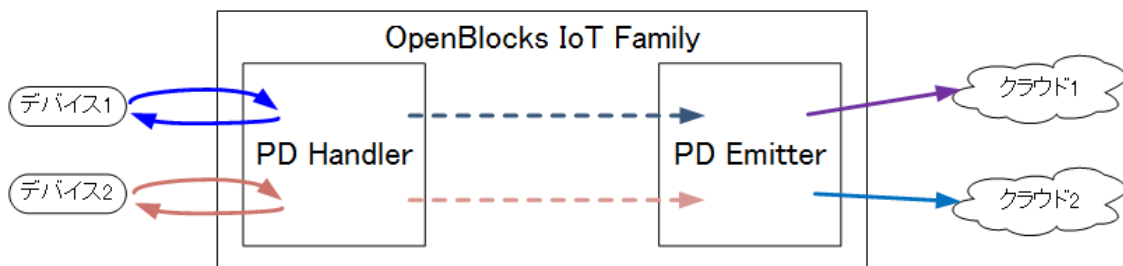 OpenBlocks IoT Family
デバイス1
PD Handler
PD Emitter
クラウド1
デバイス2
クラウド2